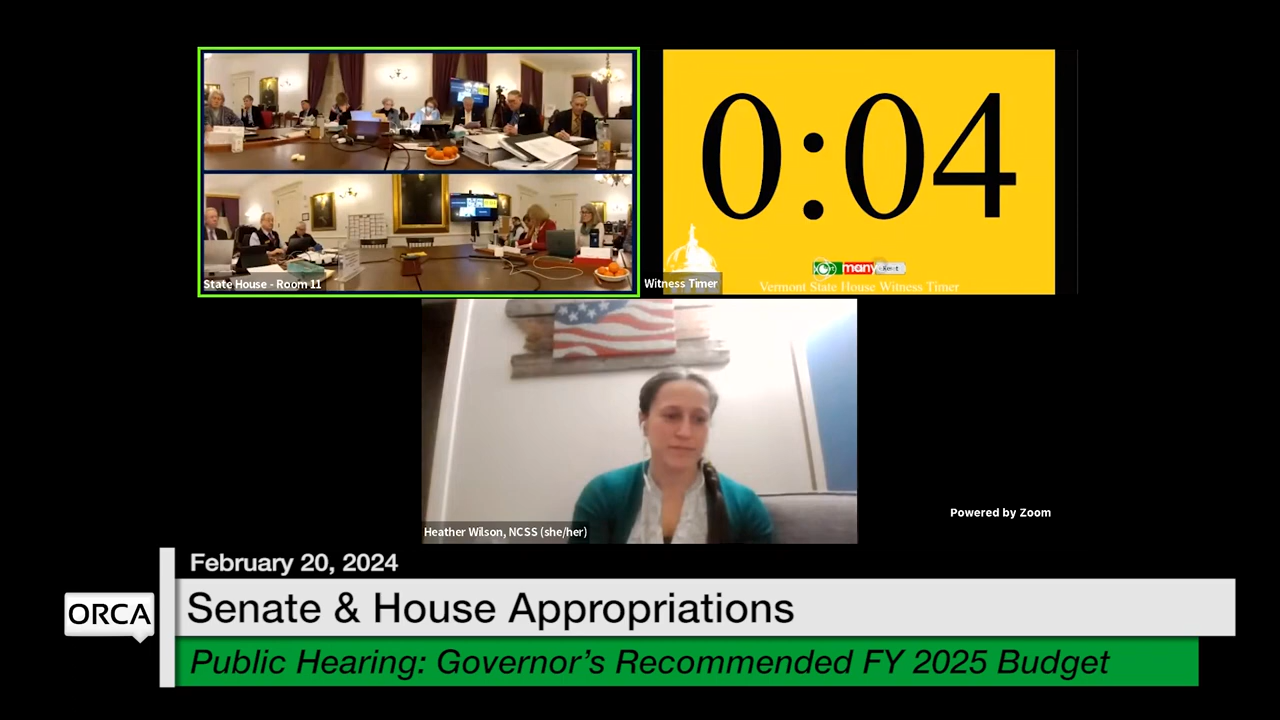 0:04
State House - Room 11
Witness Timer
Vermont State House Witness Timer
Heather Wilson, NCSS (she/her)
Powered by Zoom
February 20, 2024
ORCA
Senate & House Appropriations
Public Hearing: Governor's Recommended FY 2025 Budget